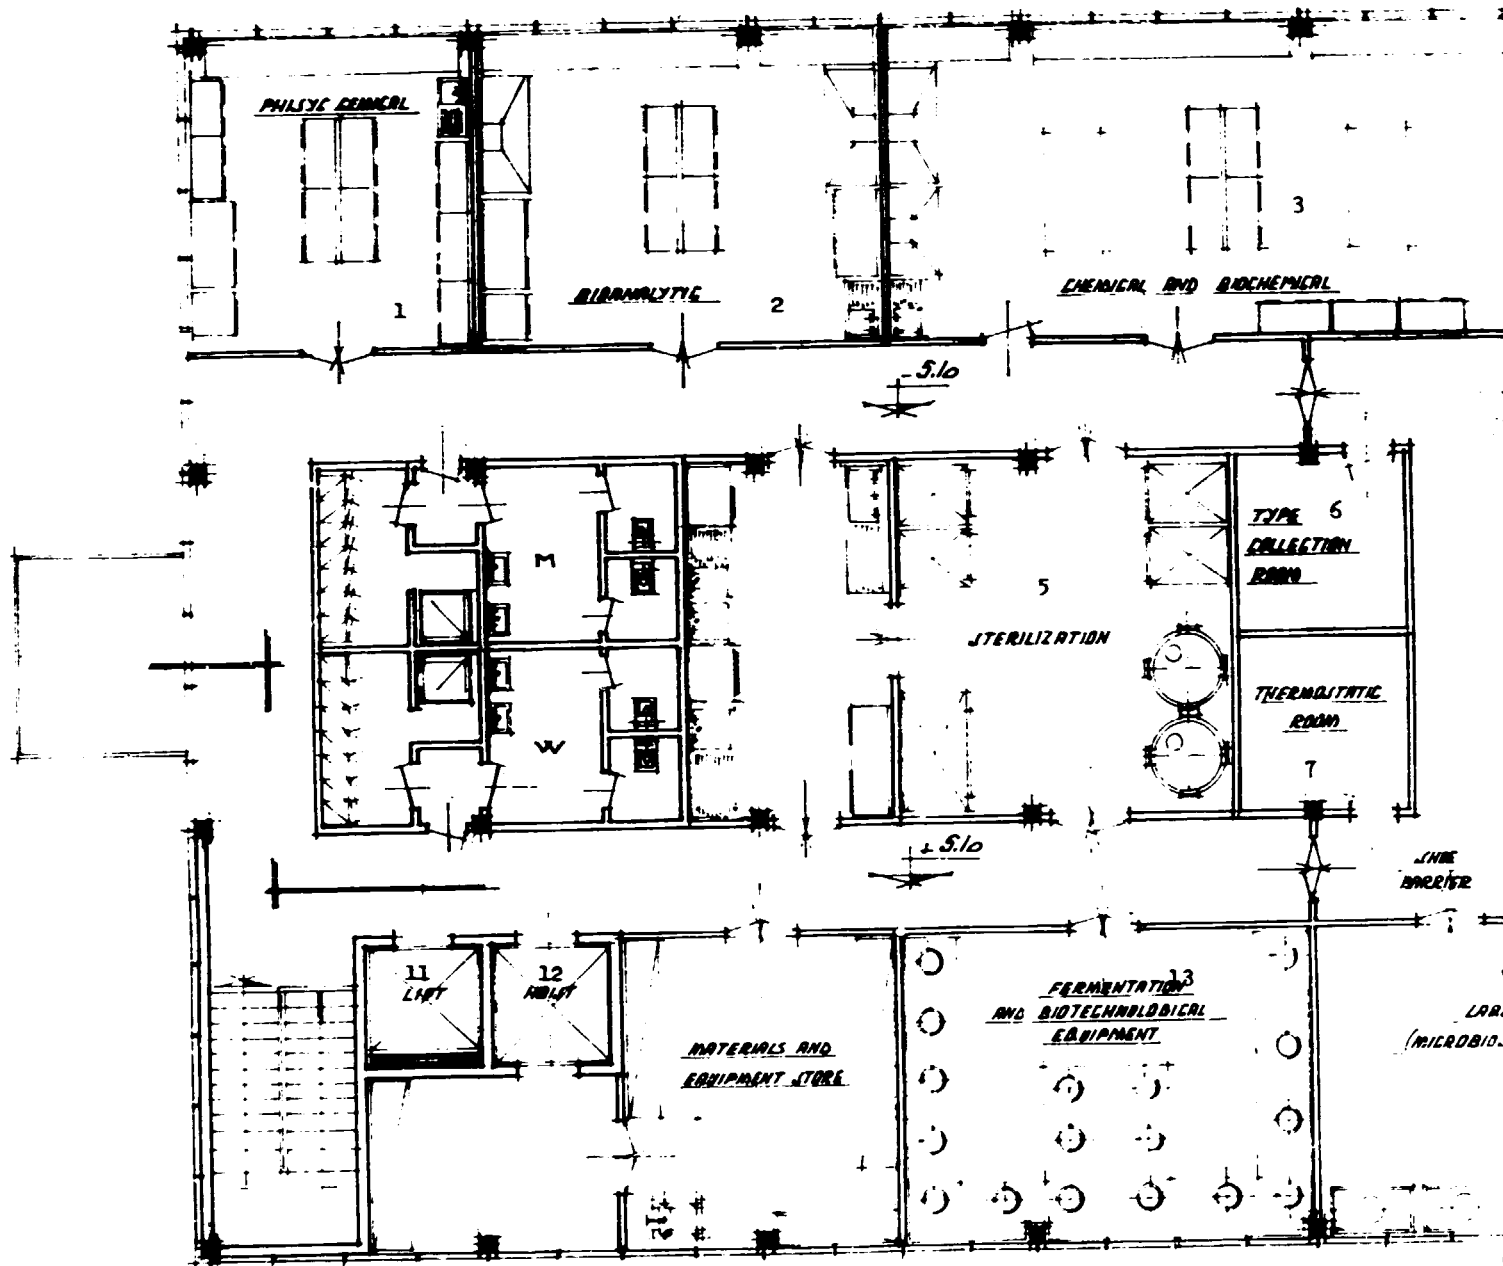 PHISYC CEMICAL
3
CHEMICAL AND BIOCHEMICAL
BIOANALYTIC
2
1
- 5.10
TYPE 6
COLLECTION
ROOM
M
5
STERILIZATION
THERMOSTATIC
ROOM
W
7
+ 5.10
SHOE
BARRIER
11
LIFT
12
HOIST
13
FERMENTATION
AND BIOTECHNOLOGICAL
EQUIPMENT
MATERIALS AND
EQUIPMENT STORE
(MICROBIO